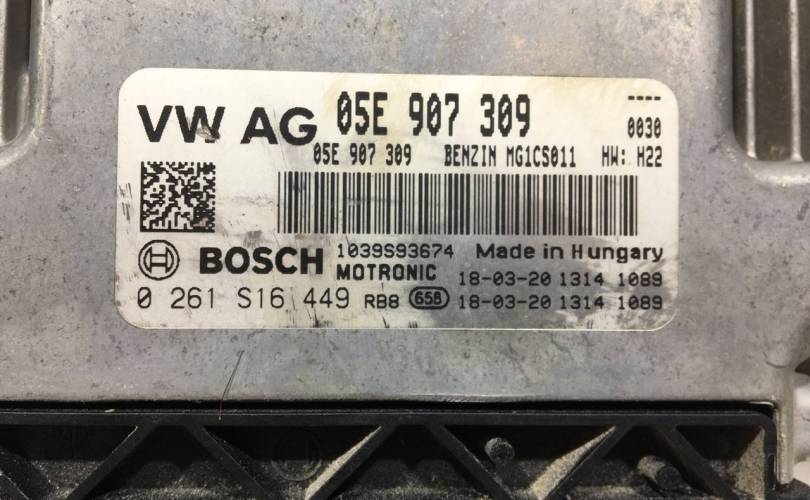 VW AG 05E 907 309 ----
0030
05E 907 309 BENZIN MG1CS011 HW: H22
BOSCH 1039S93674 Made in Hungary
MOTRONIC 18-03-20 1314 1089
0 261 S16 449 RB8 658 18-03-20 1314 1089